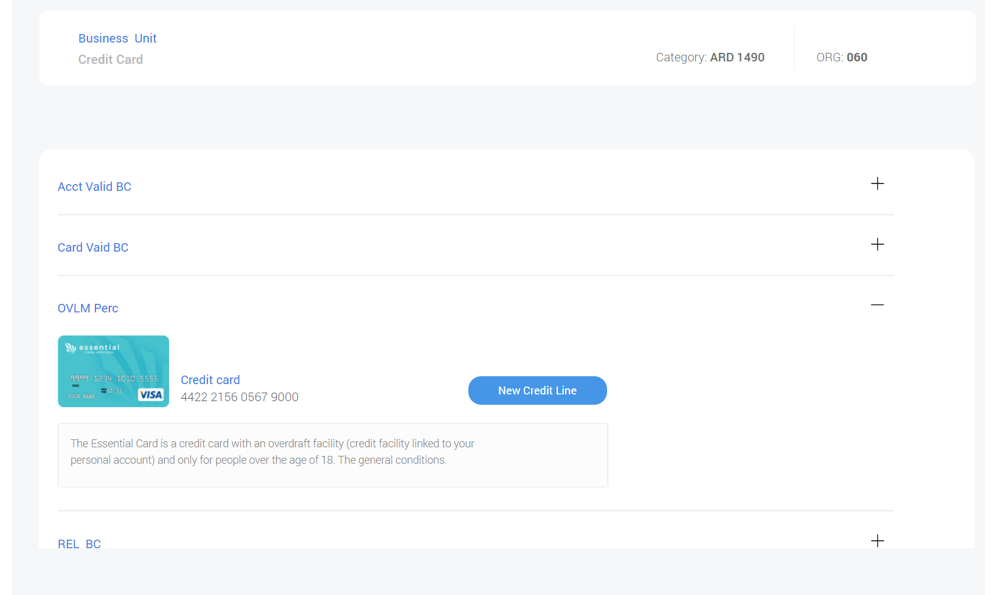 Business Unit
Credit Card
Category: ARD 1490
ORG: 060
Acct Valid BC
Card Vaid BC
OVLM Perc
essential
9999 1234 1010 5555
11/15
YOUR NAME
VISA
Credit card
4422 2156 0567 9000
New Credit Line
The Essential Card is a credit card with an overdraft facility (credit facility linked to your
personal account) and only for people over the age of 18. The general conditions.
REL BC